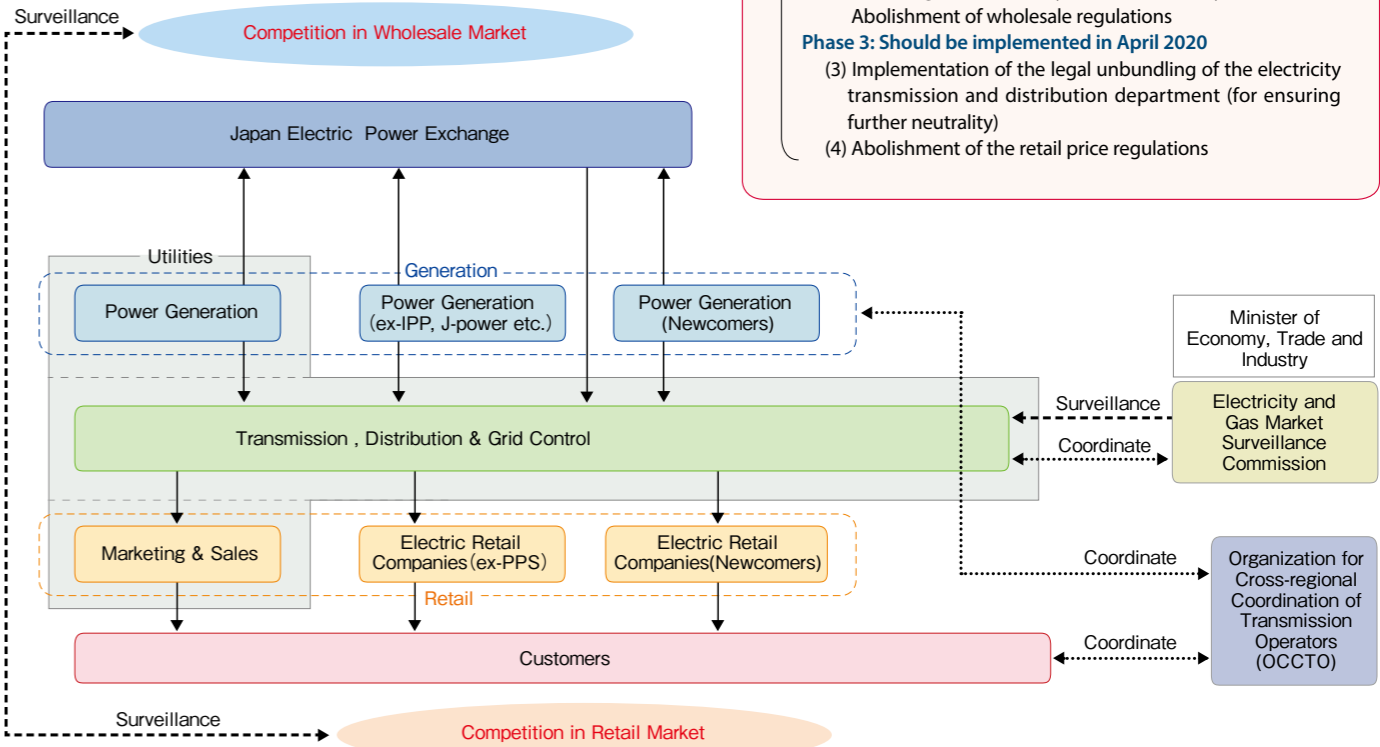 Surveillance
Competition in Wholesale Market
Abolishment of wholesale regulations
Phase 3: Should be implemented in April 2020
(3) Implementation of the legal unbundling of the electricity
transmission and distribution department (for ensuring
further neutrality)
(4) Abolishment of the retail price regulations
Japan Electric Power Exchange
Utilities
Generation
Power Generation
Power Generation
(ex-IPP, J-power etc.)
Power Generation
(Newcomers)
Minister of
Economy, Trade and
Industry
Transmission , Distribution & Grid Control
Surveillance
Coordinate
Electricity and
Gas Market
Surveillance
Commission
Marketing & Sales
Electric Retail
Companies(ex-PPS)
Electric Retail
Companies(Newcomers)
Retail
Coordinate
Coordinate
Organization for
Cross-regional
Coordination of
Transmission
Operators
(OCCTO)
Customers
Surveillance
Competition in Retail Market